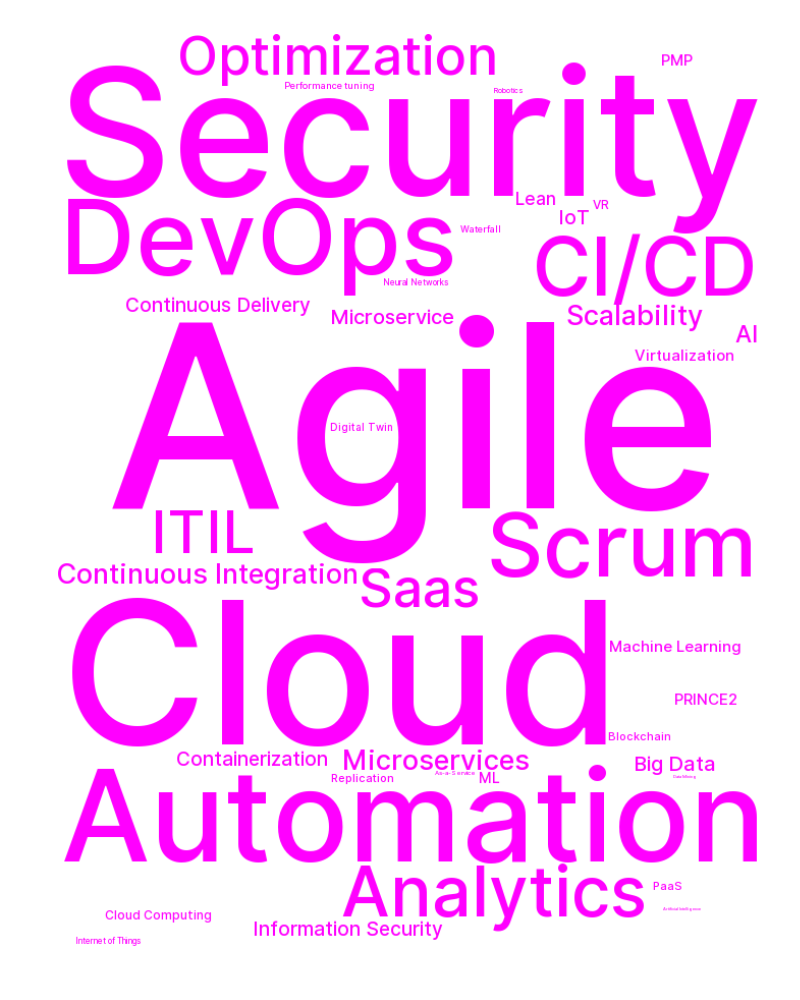 Optimization
PMP
Performance tuning
Robotics
Security
Lean
VR
IoT
DevOps
Waterfall
CI/CD
Neural Networks
Continuous Delivery
Microservice
Scalability
AI
Virtualization
Agile
Digital Twin
ITIL
Scrum
Continuous Integration
Saas
Cloud
Machine Learning
PRINCE2
Blockchain
Containerization
Microservices
Big Data
As-a-Service
Replication
ML
Automation
Analytics
PaaS
Artificial Intelligence
Cloud Computing
Information Security
Internet of Things